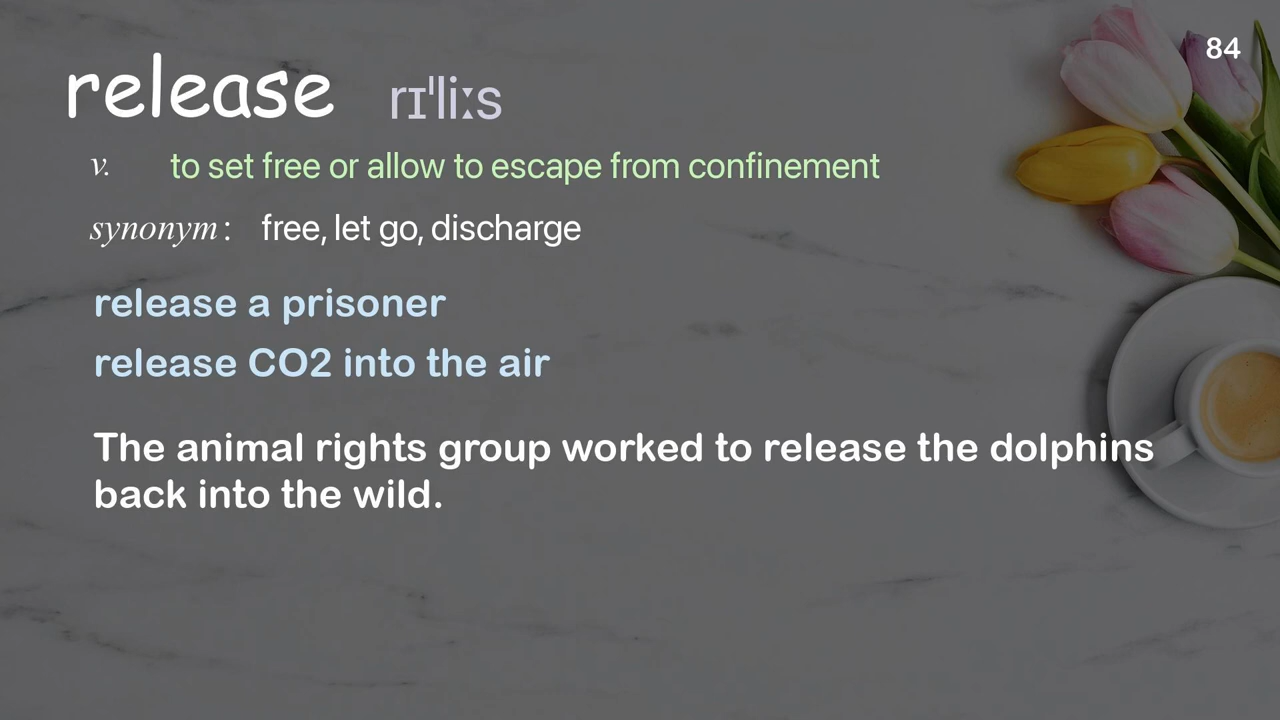 84
release rɪˈliːs
v. to set free or allow to escape from confinement
synonym : free, let go, discharge
release a prisoner
release CO2 into the air
The animal rights group worked to release the dolphins
back into the wild.